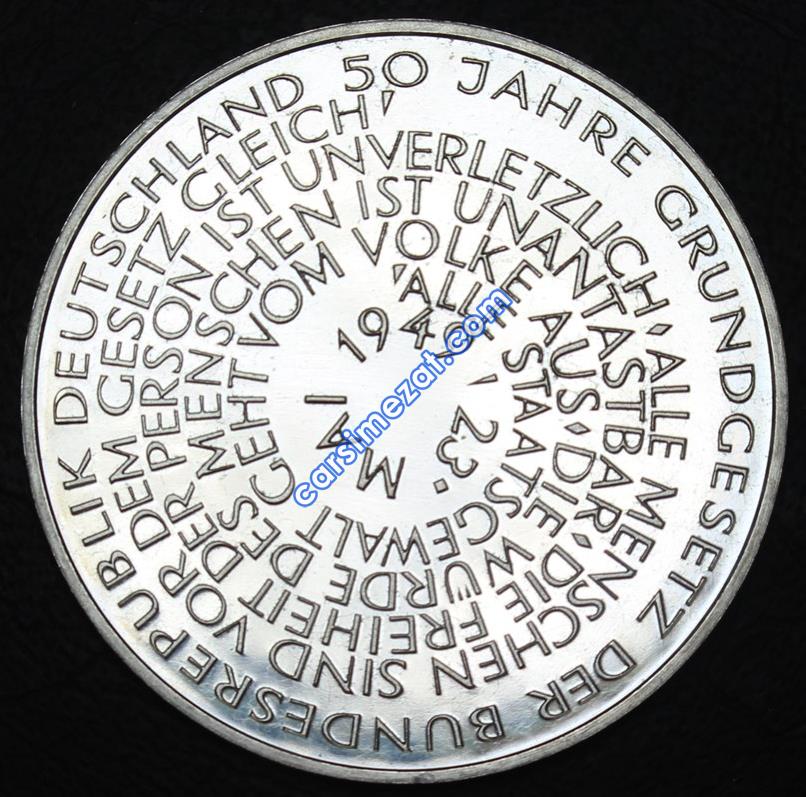 50 JAHRE GRUNDGESETZ DER BUNDESREPUBLIK DEUTSCHLAND
'ALLE STAATSGEWALT GEHT VOM VOLKE AUS·DIE WÜRDE DES MENSCHEN IST UNANTASTBAR·DIE FREIHEIT DER PERSON IST UNVERLETZLICH·ALLE MENSCHEN SIND VOR DEM GESETZ GLEICH'
23. MAI 1949
carsimezat.com